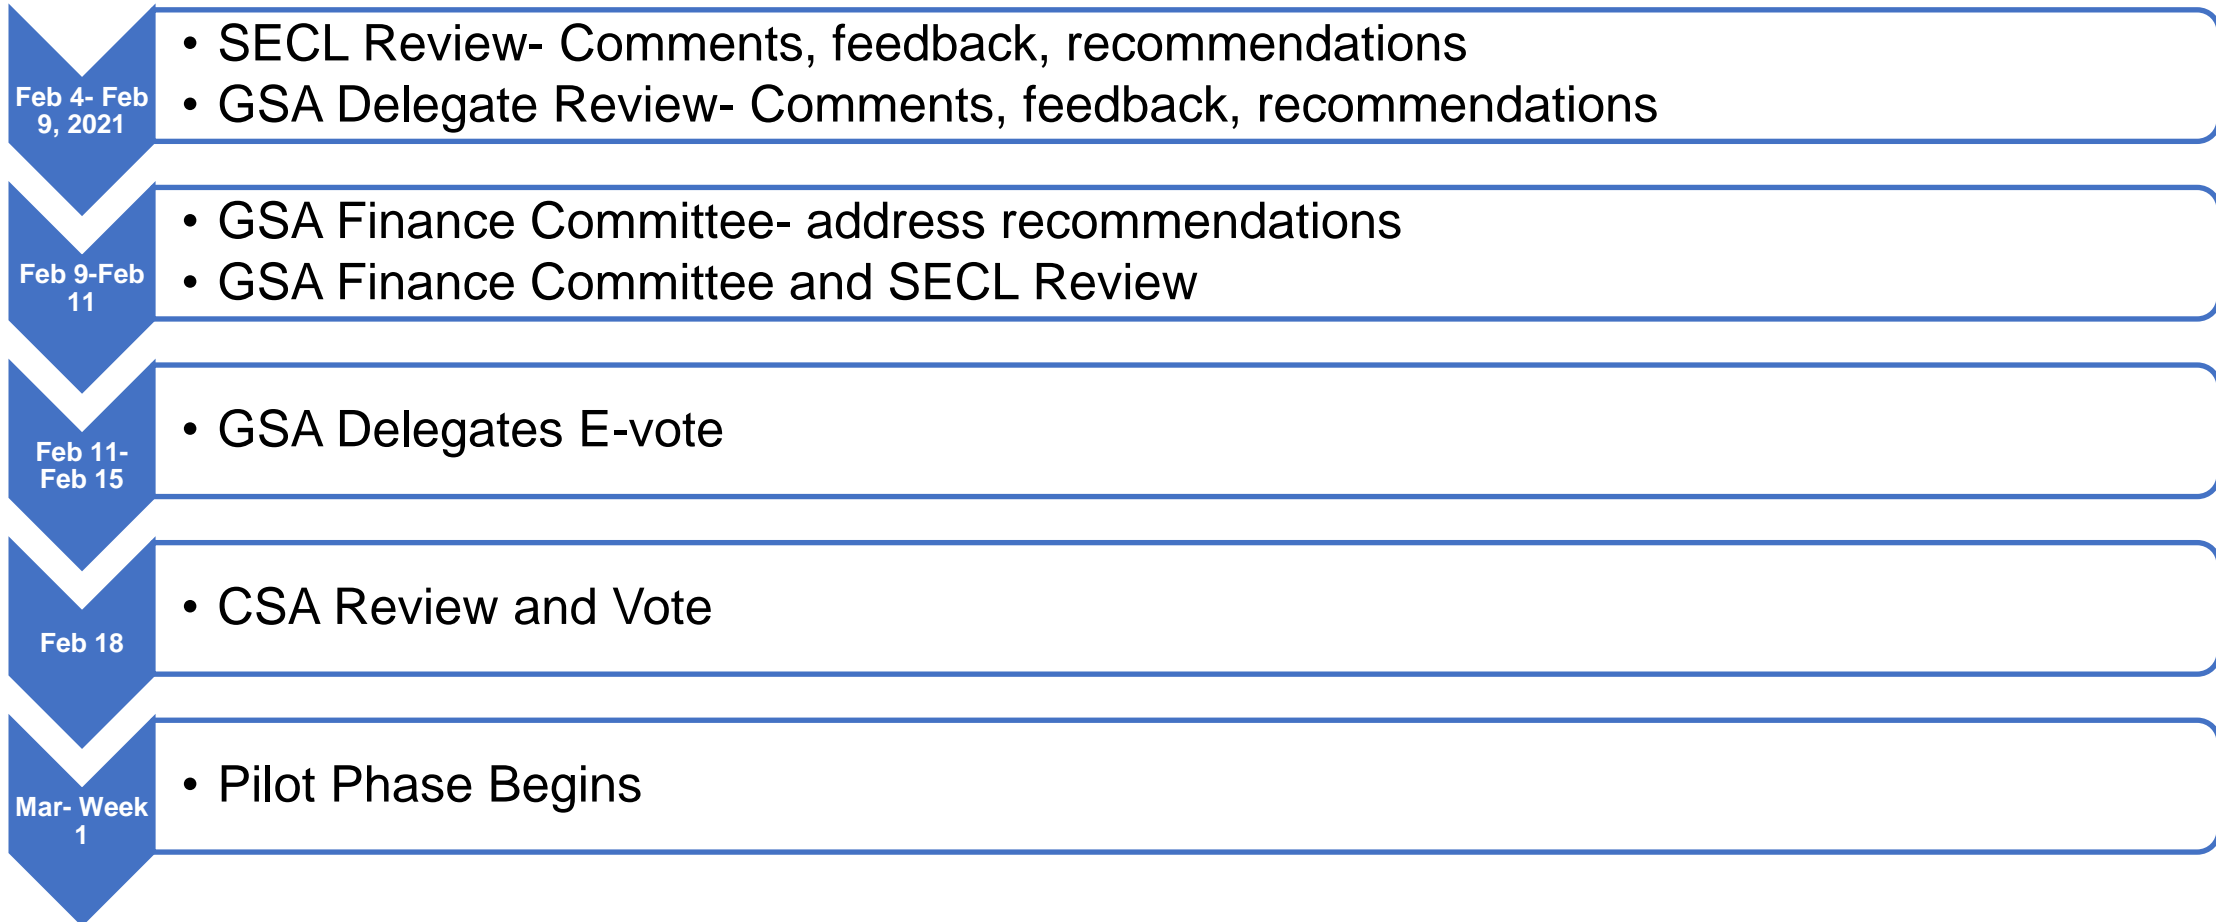 Feb 4- Feb
9, 2021
• SECL Review- Comments, feedback, recommendations
• GSA Delegate Review- Comments, feedback, recommendations
Feb 9-Feb
11
• GSA Finance Committee- address recommendations
• GSA Finance Committee and SECL Review
Feb 11-
Feb 15
• GSA Delegates E-vote
Feb 18
• CSA Review and Vote
Mar- Week
1
• Pilot Phase Begins